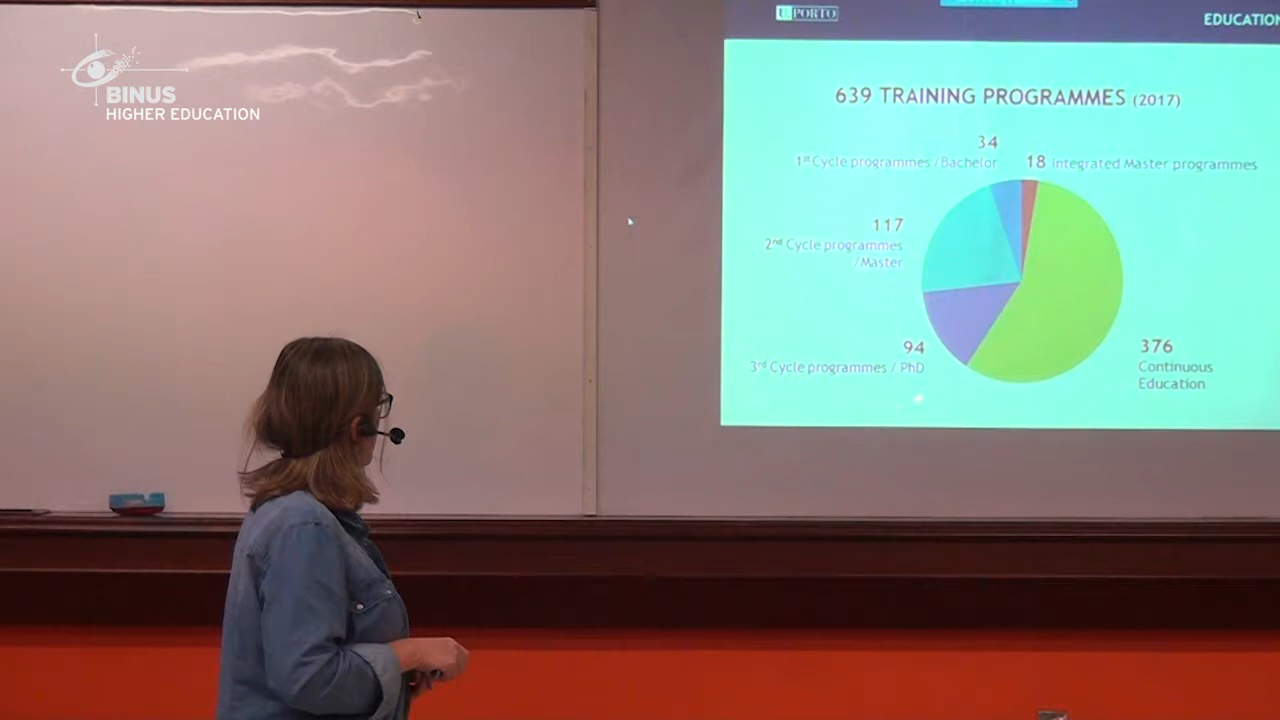 BINUS
HIGHER EDUCATION
U.PORTO
EDUCATION
639 TRAINING PROGRAMMES (2017)
34
1st Cycle programmes /Bachelor
18 Integrated Master programmes
117
2nd Cycle programmes
/Master
94
3rd Cycle programmes / PhD
376
Continuous
Education